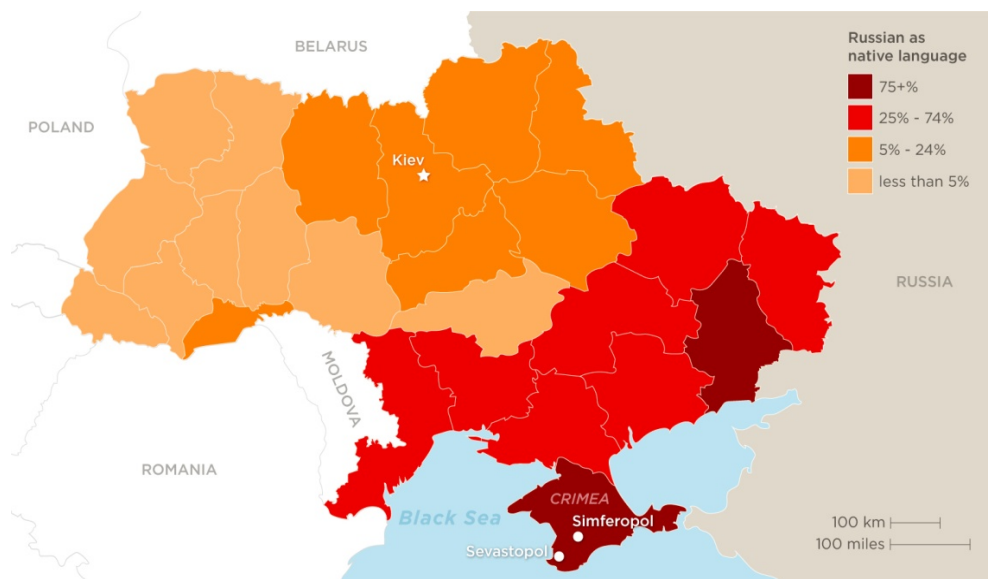 BELARUS
Russian as
native language
75+%
25% - 74%
5% - 24%
less than 5%
POLAND
Kiev
RUSSIA
MOLDOVA
ROMANIA
CRIMEA
Black Sea
Simferopol
Sevastopol
100 km
100 miles